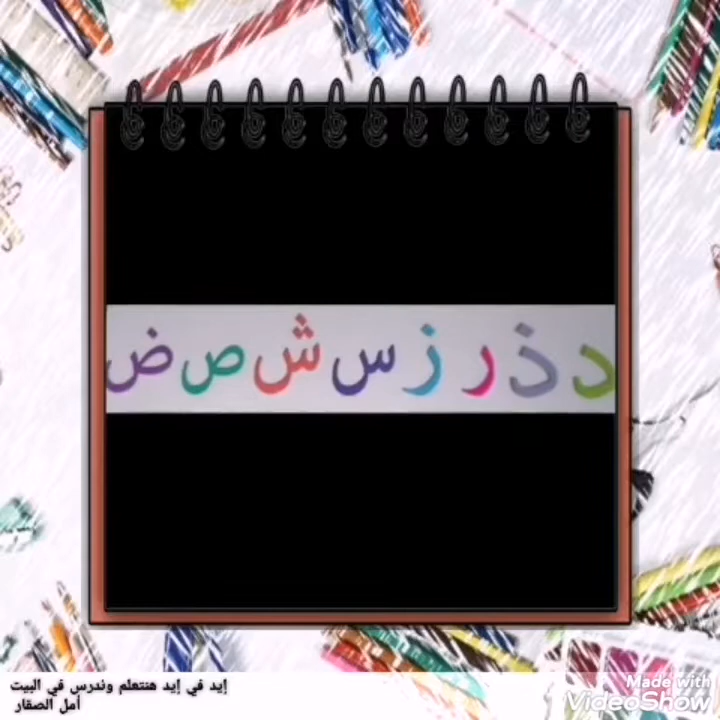 د ذ ر ز س ش ص ض
إيد في إيد هنتعلم وندرس في البيت
أمل الصقار
Made with
VideoShow